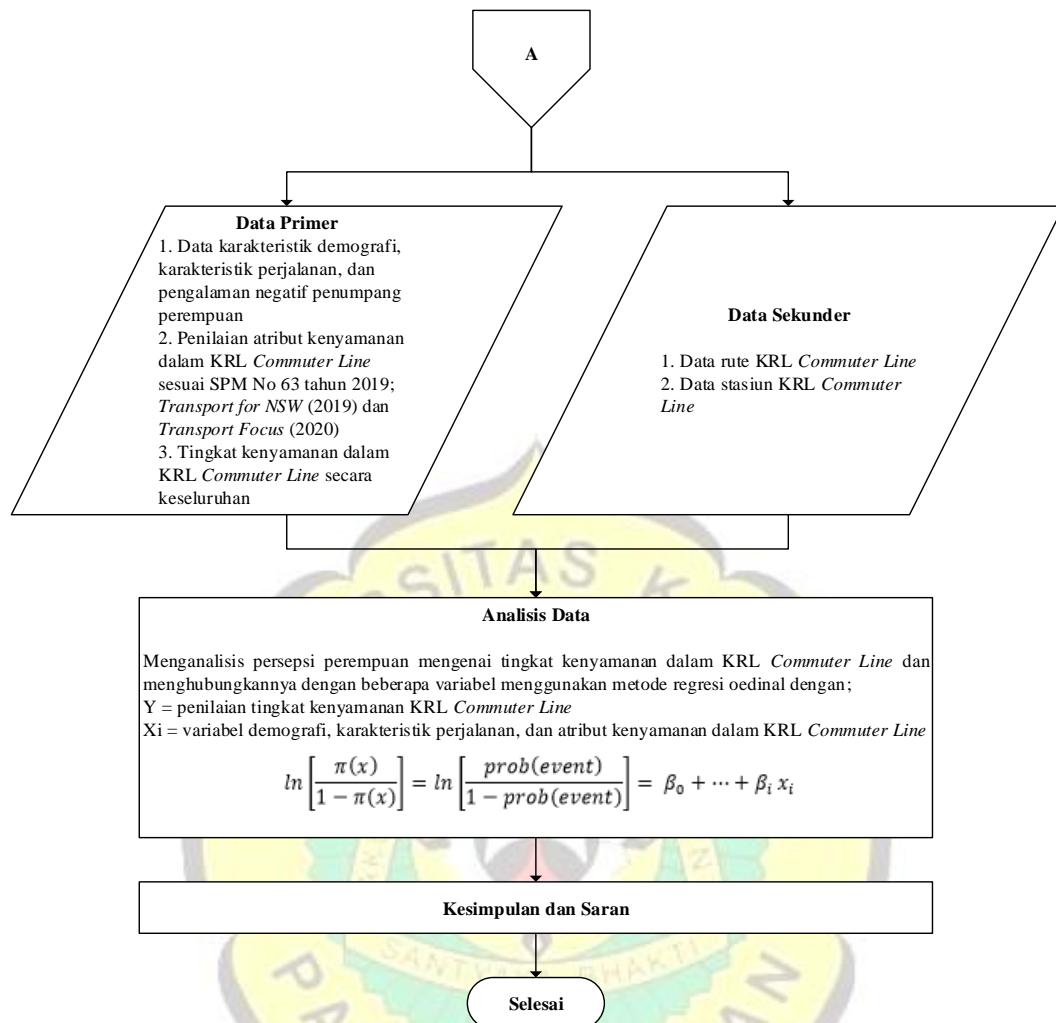 A
Data Primer
1. Data karakteristik demografi,
karakteristik perjalanan, dan
pengalaman negatif penumpang
perempuan
2. Penilaian atribut kenyamanan
dalam KRL Commuter Line
sesuai SPM No 63 tahun 2019;
Transport for NSW (2019) dan
Transport Focus (2020)
3. Tingkat kenyamanan dalam
KRL Commuter Line secara
keseluruhan
Data Sekunder
1. Data rute KRL Commuter Line
2. Data stasiun KRL Commuter
Line
Analisis Data
Menganalisis persepsi perempuan mengenai tingkat kenyamanan dalam KRL Commuter Line dan
menghubungkannya dengan beberapa variabel menggunakan metode regresi oedinal dengan;
Y = penilaian tingkat kenyamanan KRL Commuter Line
Xi = variabel demografi, karakteristik perjalanan, dan atribut kenyamanan dalam KRL Commuter Line
ln [π(x) / 1 − π(x)] = ln [prob(event) / 1 − prob(event)] = β₀ + ⋯ + βᵢ xᵢ
Kesimpulan dan Saran
Selesai